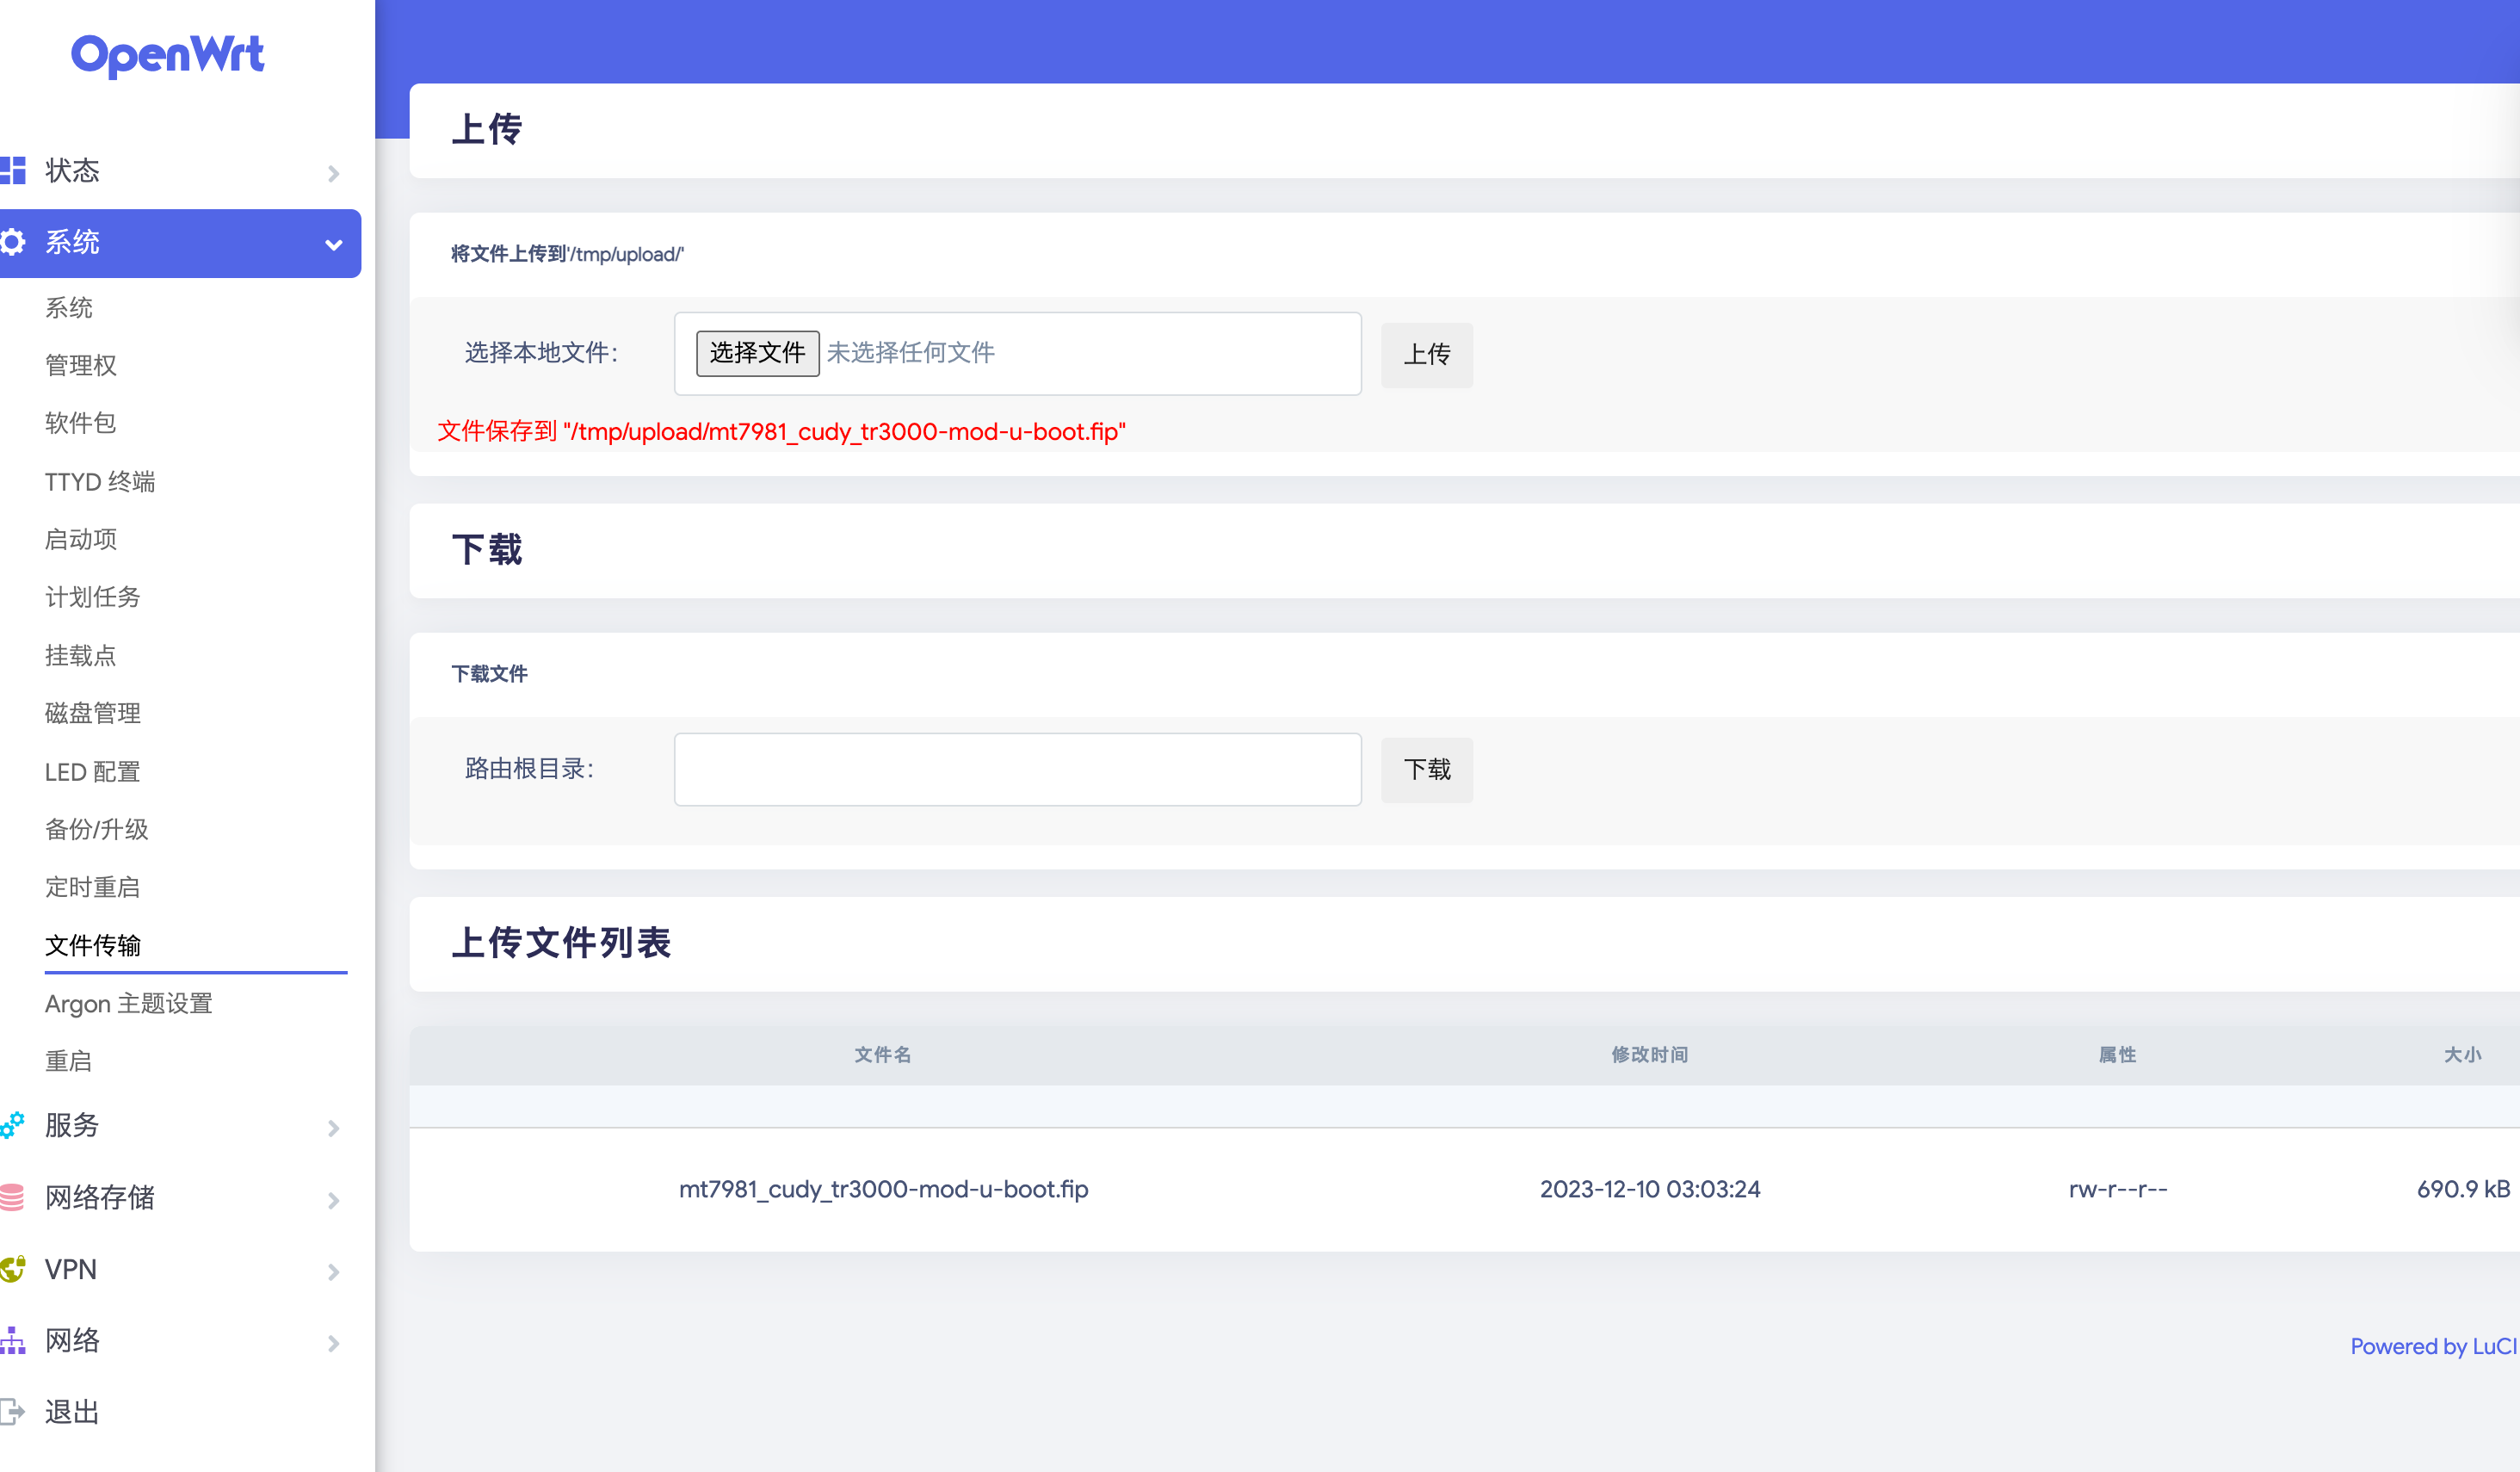 OpenWrt
状态
系统
系统
管理权
软件包
TTYD 终端
启动项
计划任务
挂载点
磁盘管理
LED 配置
备份/升级
定时重启
文件传输
Argon 主题设置
重启
服务
网络存储
VPN
网络
退出
上传
将文件上传到'/tmp/upload/'
选择本地文件： 选择文件 未选择任何文件 上传
文件保存到 "/tmp/upload/mt7981_cudy_tr3000-mod-u-boot.fip"
下载
下载文件
路由根目录： 下载
上传文件列表
文件名 修改时间 属性 大小
mt7981_cudy_tr3000-mod-u-boot.fip 2023-12-10 03:03:24 rw-r--r-- 690.9 kB
Powered by LuCI